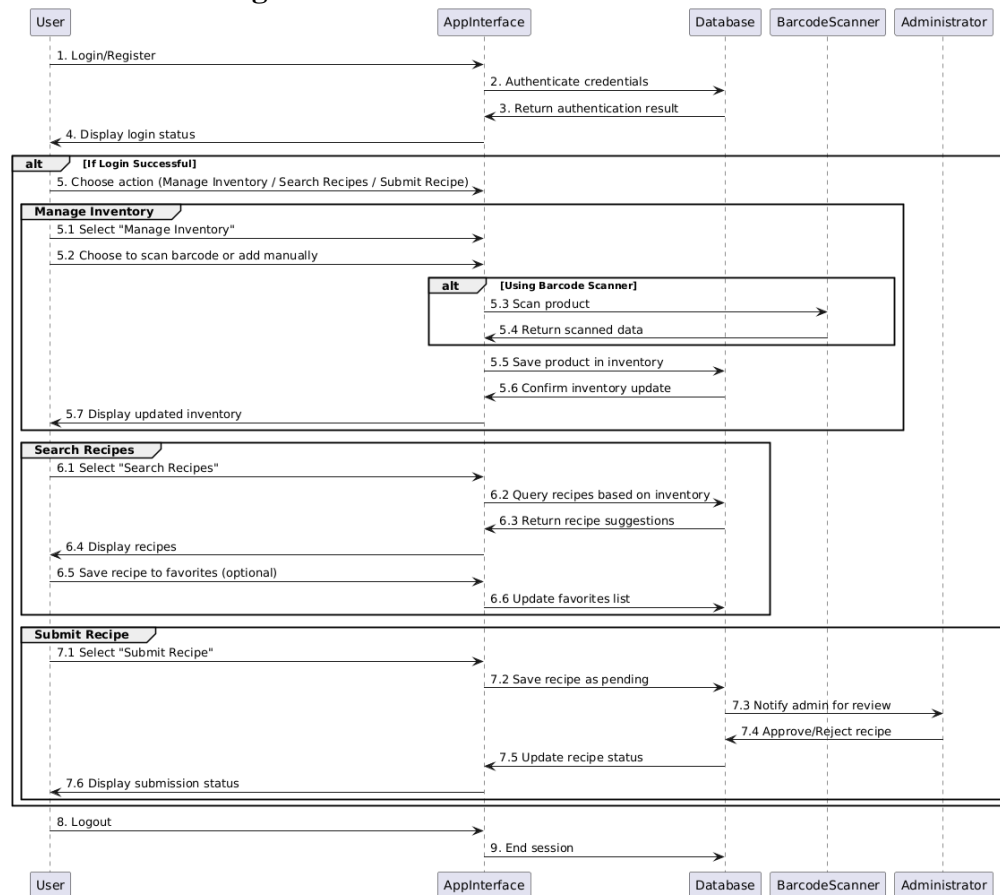 User AppInterface Database BarcodeScanner Administrator
1. Login/Register
2. Authenticate credentials
3. Return authentication result
4. Display login status
alt [If Login Successful]
5. Choose action (Manage Inventory / Search Recipes / Submit Recipe)
Manage Inventory
5.1 Select "Manage Inventory"
5.2 Choose to scan barcode or add manually
alt [Using Barcode Scanner]
5.3 Scan product
5.4 Return scanned data
5.5 Save product in inventory
5.6 Confirm inventory update
5.7 Display updated inventory
Search Recipes
6.1 Select "Search Recipes"
6.2 Query recipes based on inventory
6.3 Return recipe suggestions
6.4 Display recipes
6.5 Save recipe to favorites (optional)
6.6 Update favorites list
Submit Recipe
7.1 Select "Submit Recipe"
7.2 Save recipe as pending
7.3 Notify admin for review
7.4 Approve/Reject recipe
7.5 Update recipe status
7.6 Display submission status
8. Logout
9. End session
User AppInterface Database BarcodeScanner Administrator